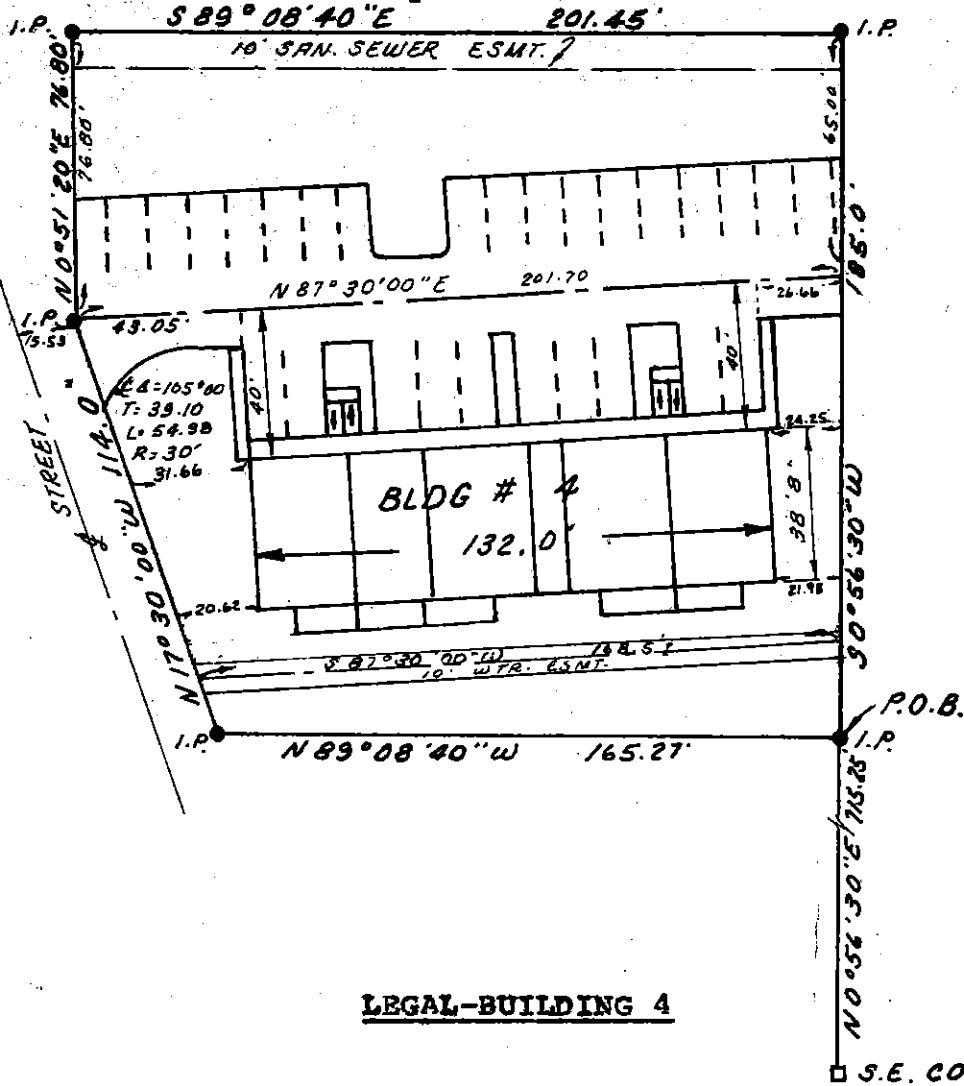 S 89° 08' 40" E 201.45'
I.P.
I.P.
10' SAN. SEWER ESMT.
N 0° 51' 20" E 76.80'
76.80'
65.00'
185.0'
N 87° 30' 00" E 201.70
26.66
I.P.
15.53
43.05'
40'
40'
Δ = 105° 00
T = 39.10
L = 54.98
R = 30'
31.66
24.25
STREET
N 17° 30' 00" W 114.0'
BLDG # 4
132.0'
38'8"
21.98
20.62
S 0° 56' 30" W
S 87° 30' 00" W 168.51
10' WTR. ESMT.
P.O.B.
I.P.
I.P.
N 89° 08' 40" W 165.27'
N 0° 56' 30" E 715.25'
LEGAL-BUILDING 4
S.E. CO